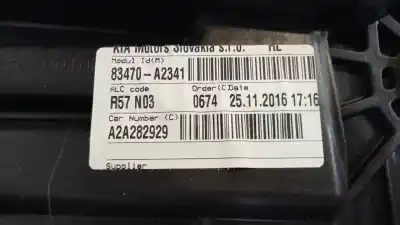 KIA Motors Slovakia s.r.o. RL
Modul Id(M)
83470-A2341
ALC code Order(C)Date
R57 N03 0674 25.11.2016 17:16
Car Number (C)
A2A282929
Supplier